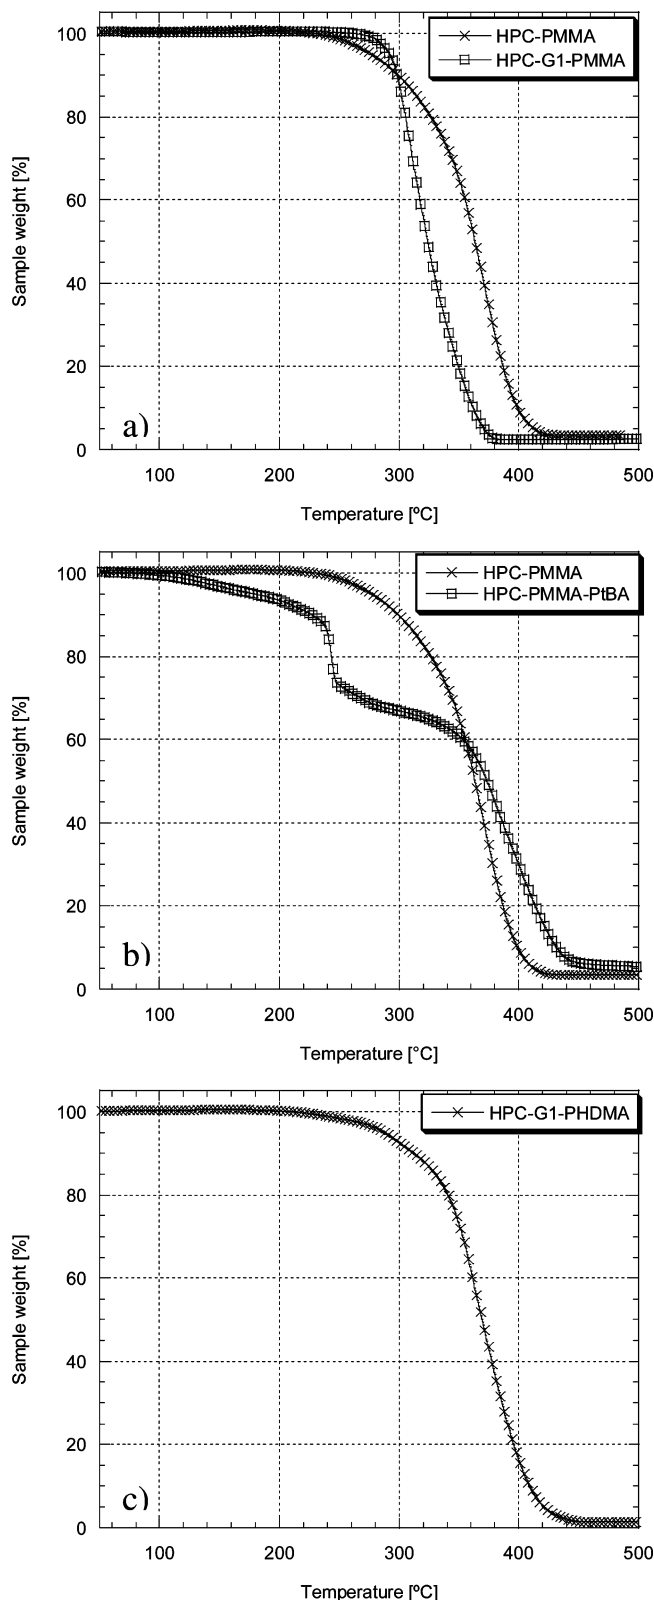 100
80
60
40
20
0
Sample weight [%]
HPC-PMMA
HPC-G1-PMMA
a)
100
200
300
400
500
Temperature [ºC]
100
80
60
40
20
0
Sample weight [%]
HPC-PMMA
HPC-PMMA-PtBA
b)
100
200
300
400
500
Temperature [°C]
100
80
60
40
20
0
Sample weight [%]
HPC-G1-PHDMA
c)
100
200
300
400
500
Temperature [ºC]